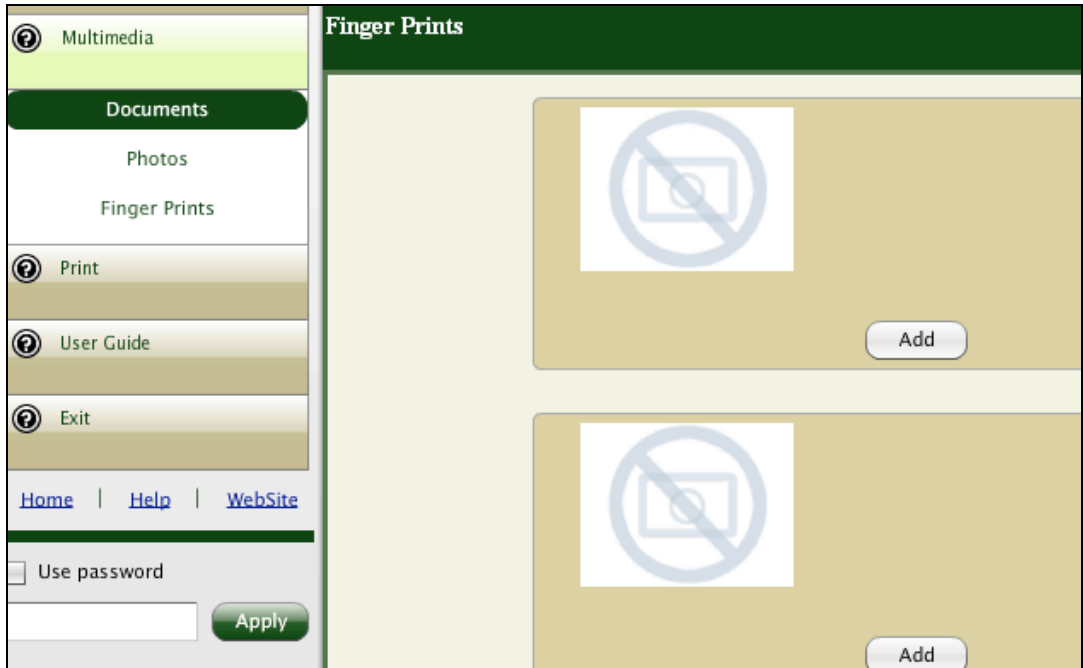 Multimedia
Documents
Photos
Finger Prints
Print
User Guide
Exit
Home | Help | WebSite
Use password
Apply
Finger Prints
Add
Add